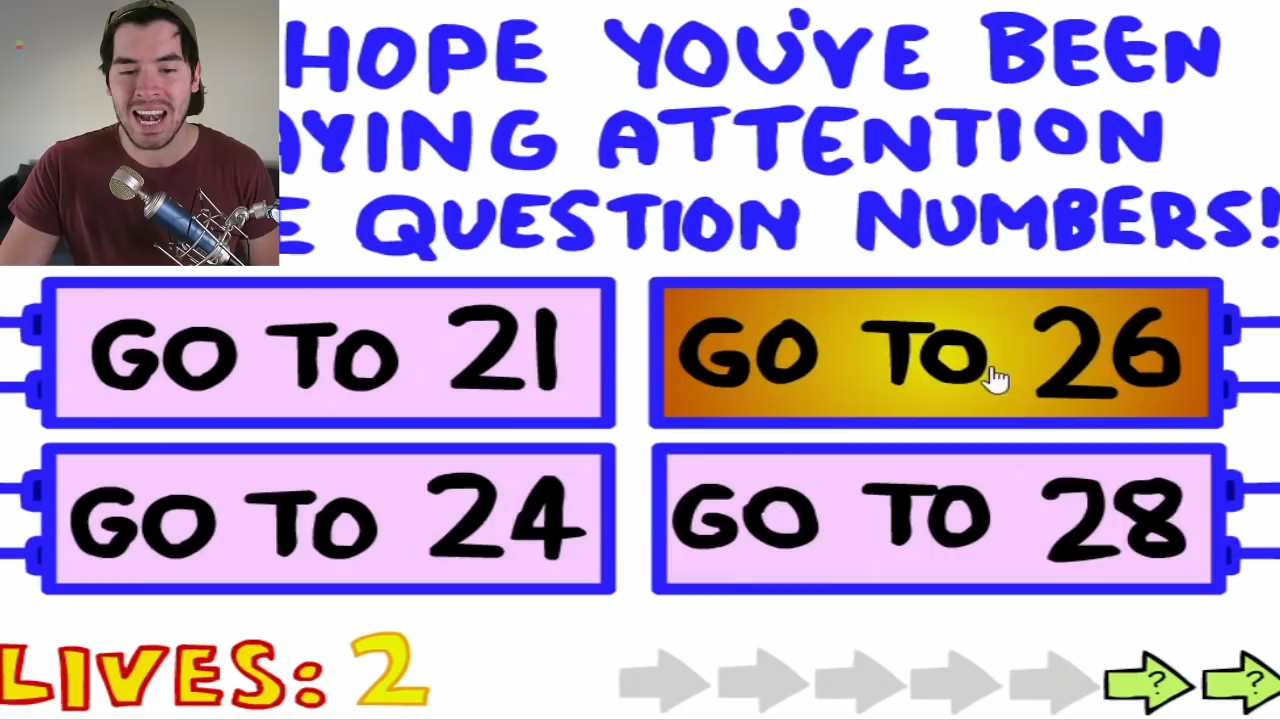 HOPE YOU'VE BEEN
AYING ATTENTION
E QUESTION NUMBERS!
GO TO 21
GO TO 26
GO TO 24
GO TO 28
LIVES: 2
? ?